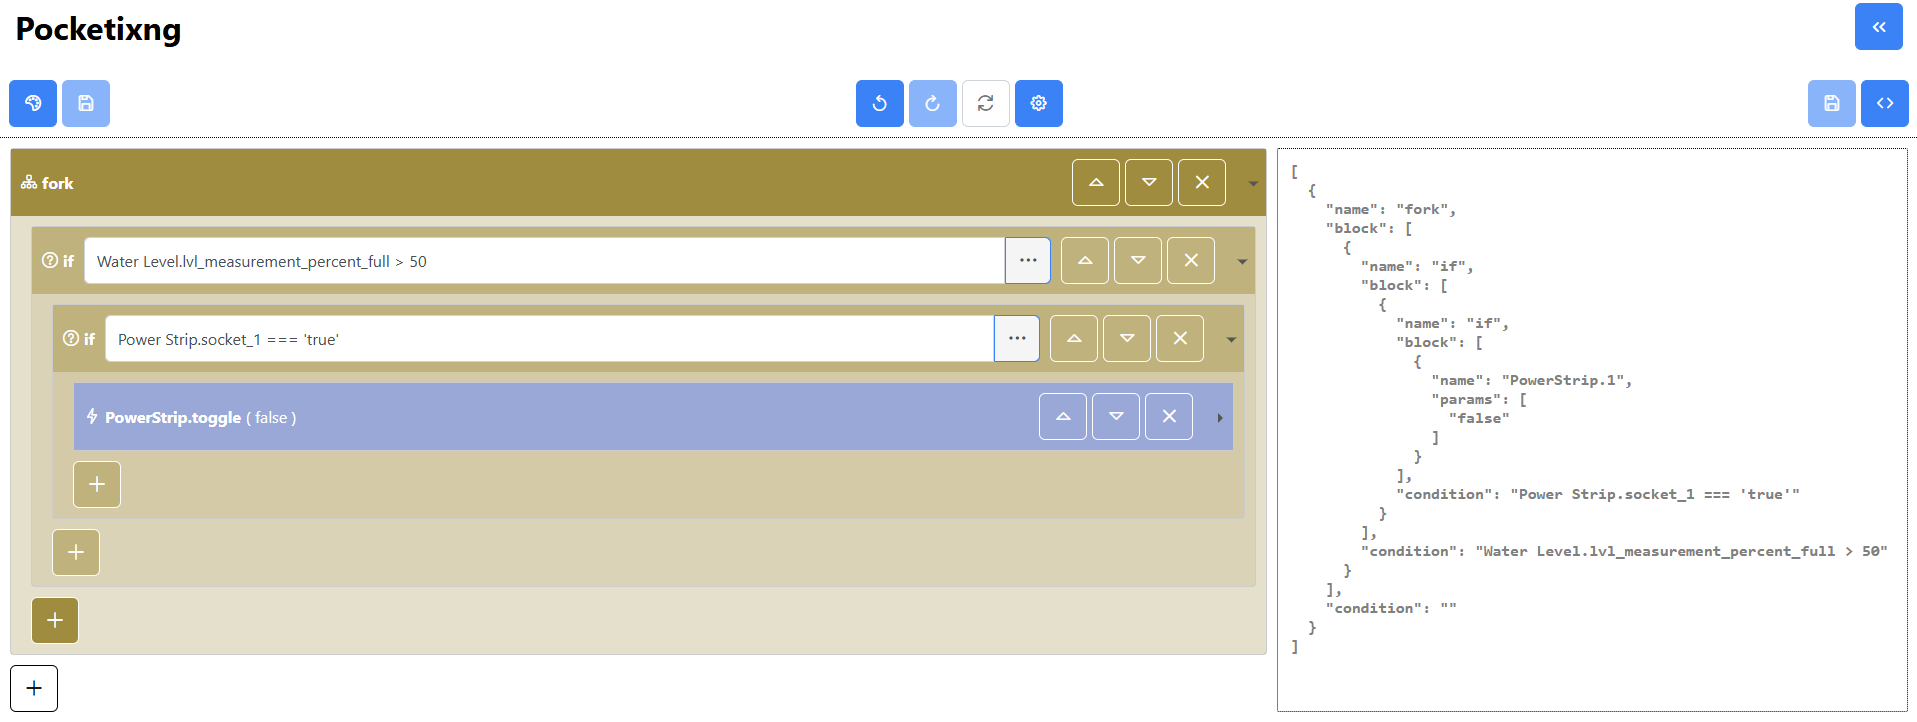 Pocketixng
fork
if
Water Level.lvl_measurement_percent_full > 50
...
if
Power Strip.socket_1 === 'true'
...
PowerStrip.toggle ( false )
[
  {
    "name": "fork",
    "block": [
      {
        "name": "if",
        "block": [
          {
            "name": "if",
            "block": [
              {
                "name": "PowerStrip.1",
                "params": [
                  "false"
                ]
              }
            ],
            "condition": "Power Strip.socket_1 === 'true'"
          }
        ],
        "condition": "Water Level.lvl_measurement_percent_full > 50"
      }
    ],
    "condition": ""
  }
]